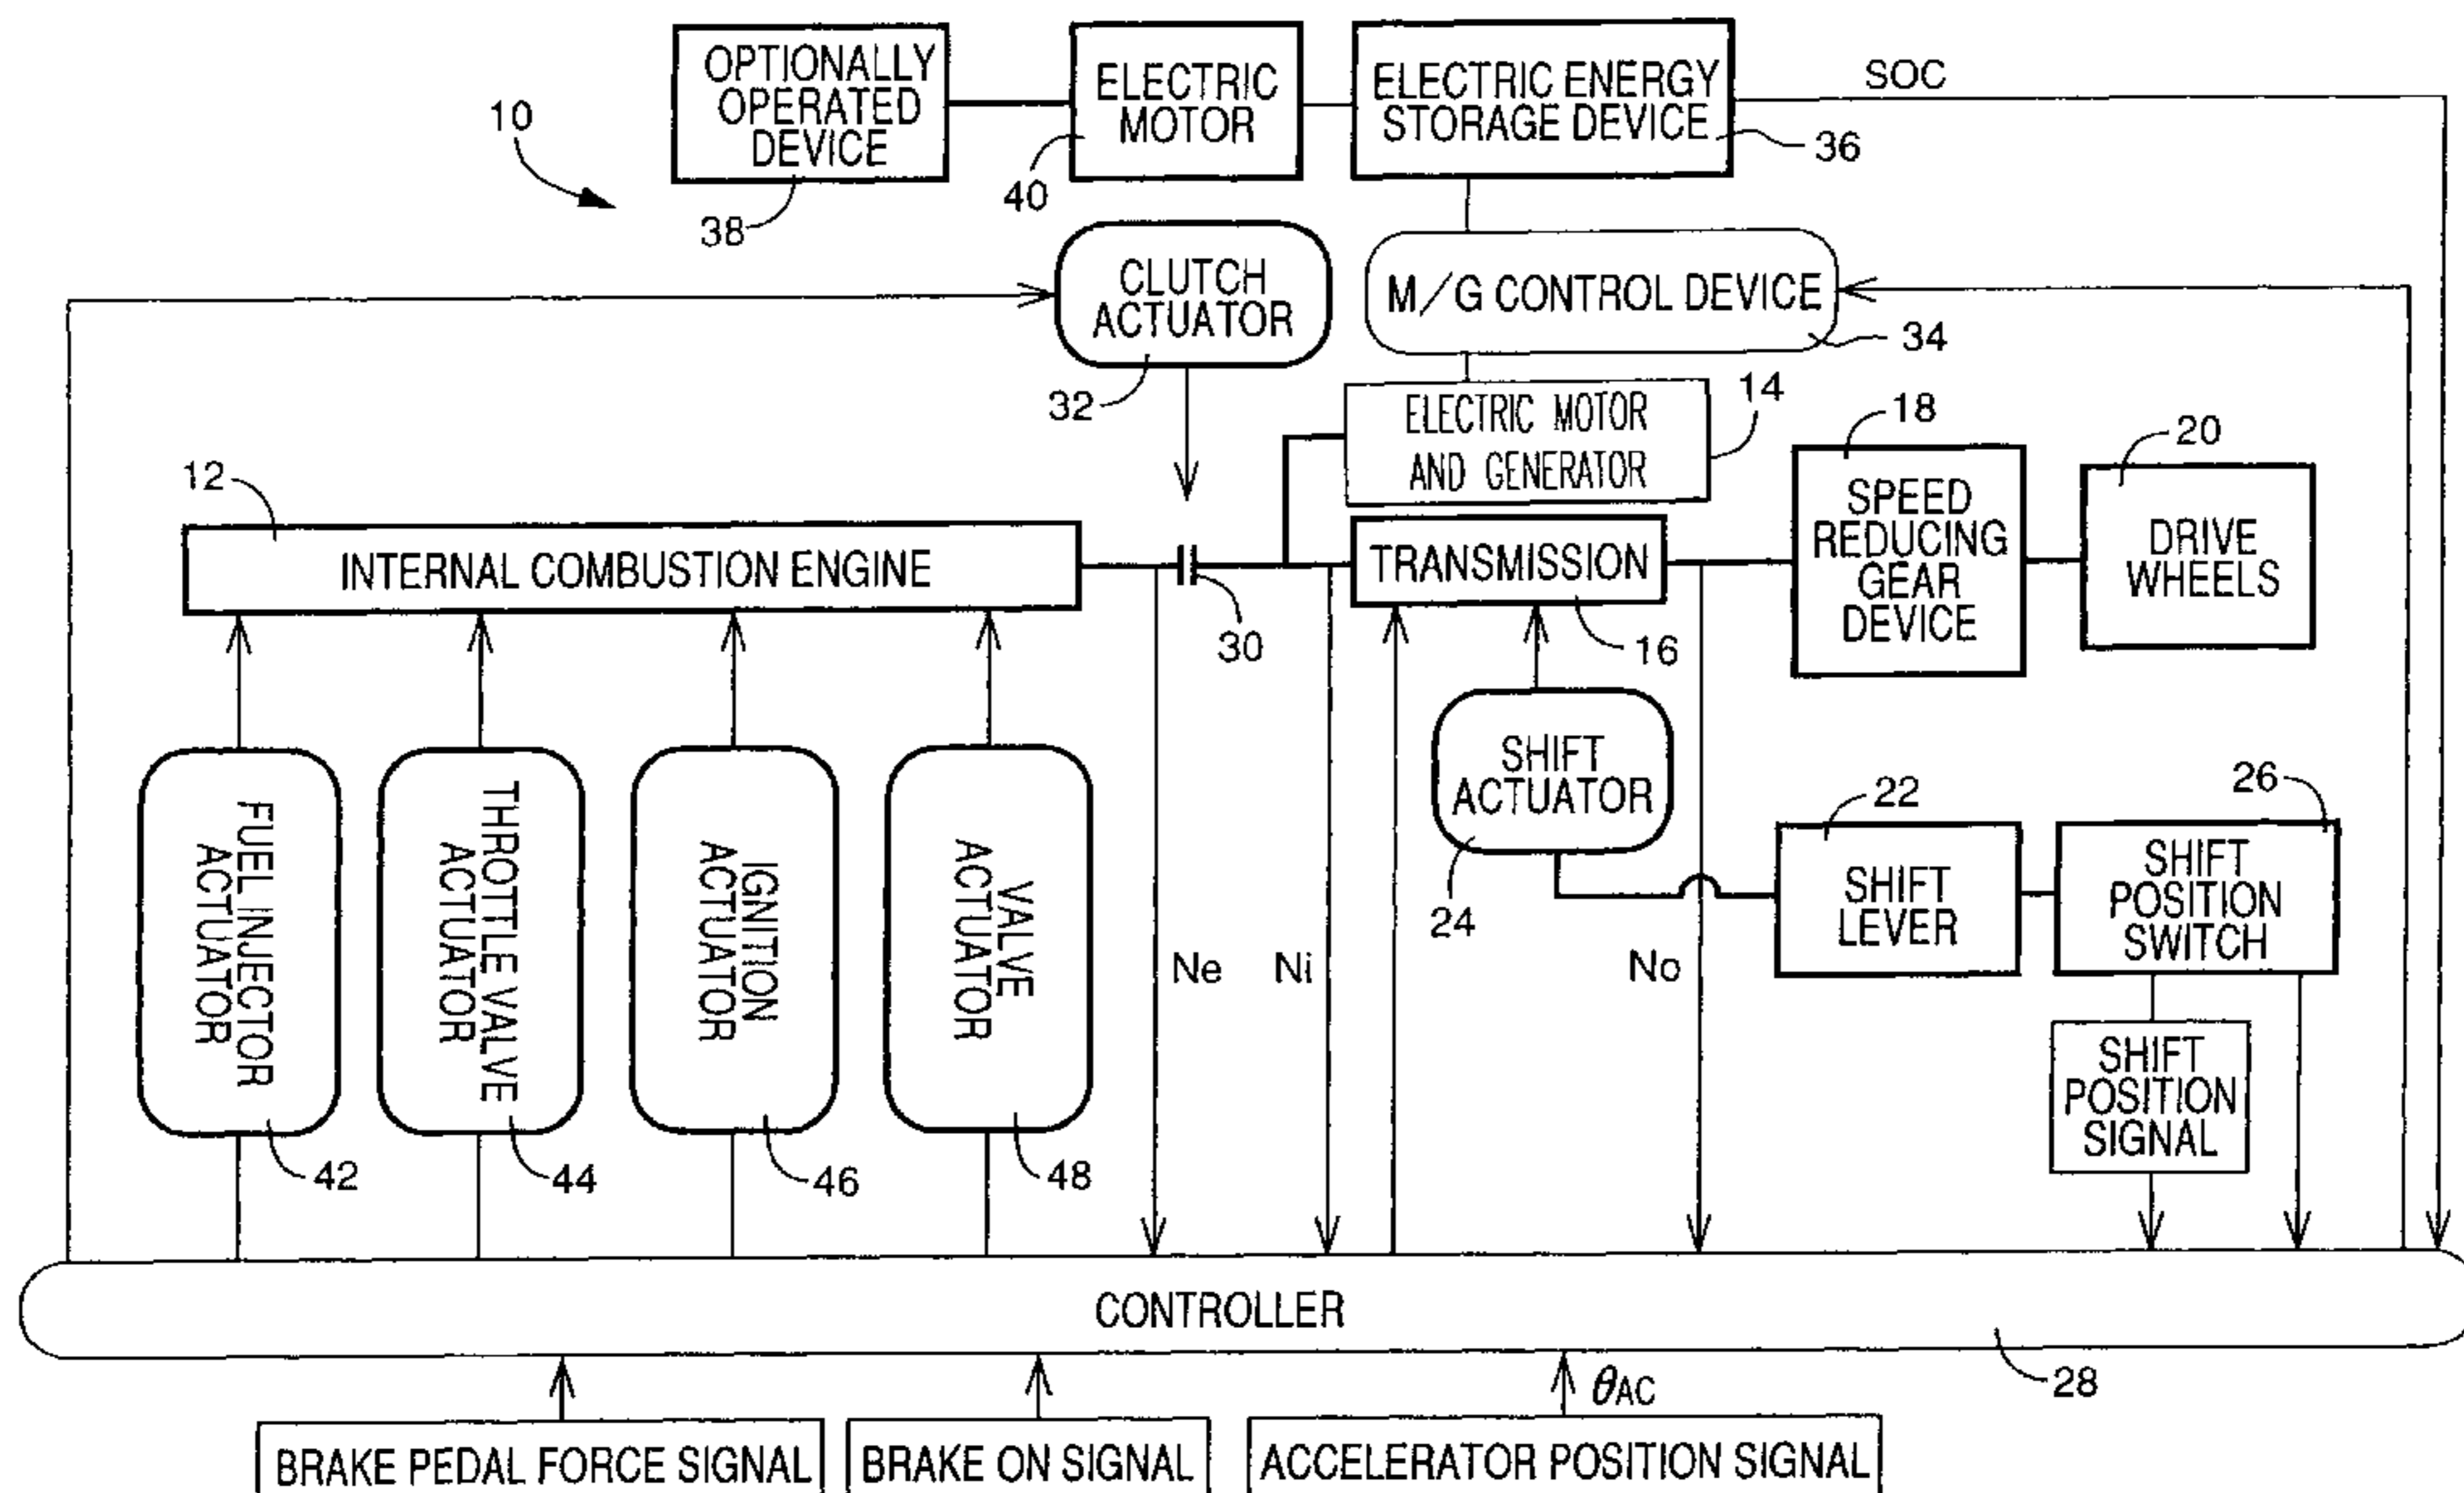 OPTIONALLY
OPERATED
DEVICE
38
ELECTRIC
MOTOR
40
ELECTRIC ENERGY
STORAGE DEVICE
36
SOC
10
CLUTCH
ACTUATOR
32
M/G CONTROL DEVICE
34
ELECTRIC MOTOR
AND GENERATOR
14
12
INTERNAL COMBUSTION ENGINE
30
TRANSMISSION
16
18
SPEED
REDUCING
GEAR
DEVICE
20
DRIVE
WHEELS
SHIFT
ACTUATOR
24
22
SHIFT
LEVER
26
SHIFT
POSITION
SWITCH
SHIFT
POSITION
SIGNAL
FUEL INJECTOR
ACTUATOR
42
THROTTLE VALVE
ACTUATOR
44
IGNITION
ACTUATOR
46
VALVE
ACTUATOR
48
Ne
Ni
No
CONTROLLER
28
θAC
BRAKE PEDAL FORCE SIGNAL
BRAKE ON SIGNAL
ACCELERATOR POSITION SIGNAL